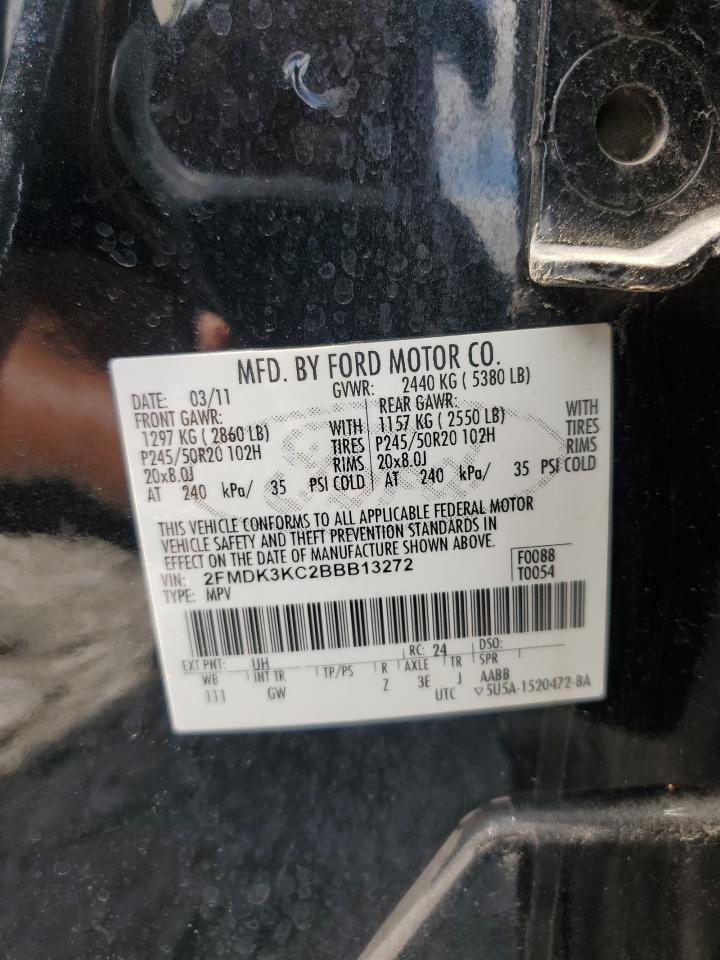 MFD. BY FORD MOTOR CO.
DATE: 03/11 GVWR: 2440 KG ( 5380 LB)
FRONT GAWR: REAR GAWR:
1297 KG ( 2860 LB) WITH 1157 KG ( 2550 LB) WITH
P245/50R20 102H TIRES P245/50R20 102H TIRES
20x8.0J RIMS 20x8.0J RIMS
AT 240 kPa/ 35 PSI COLD AT 240 kPa/ 35 PSI COLD
THIS VEHICLE CONFORMS TO ALL APPLICABLE FEDERAL MOTOR
VEHICLE SAFETY AND THEFT PREVENTION STANDARDS IN
EFFECT ON THE DATE OF MANUFACTURE SHOWN ABOVE.
VIN: 2FMDK3KC2BBB13272 F0088
TYPE: MPV T0054
EXT PNT: UH RC: 24 DSO:
WB INT TR TP/PS R AXLE TR SPR
111 GW Z 3E J AABB
UTC ▽5U5A-1520472-BA